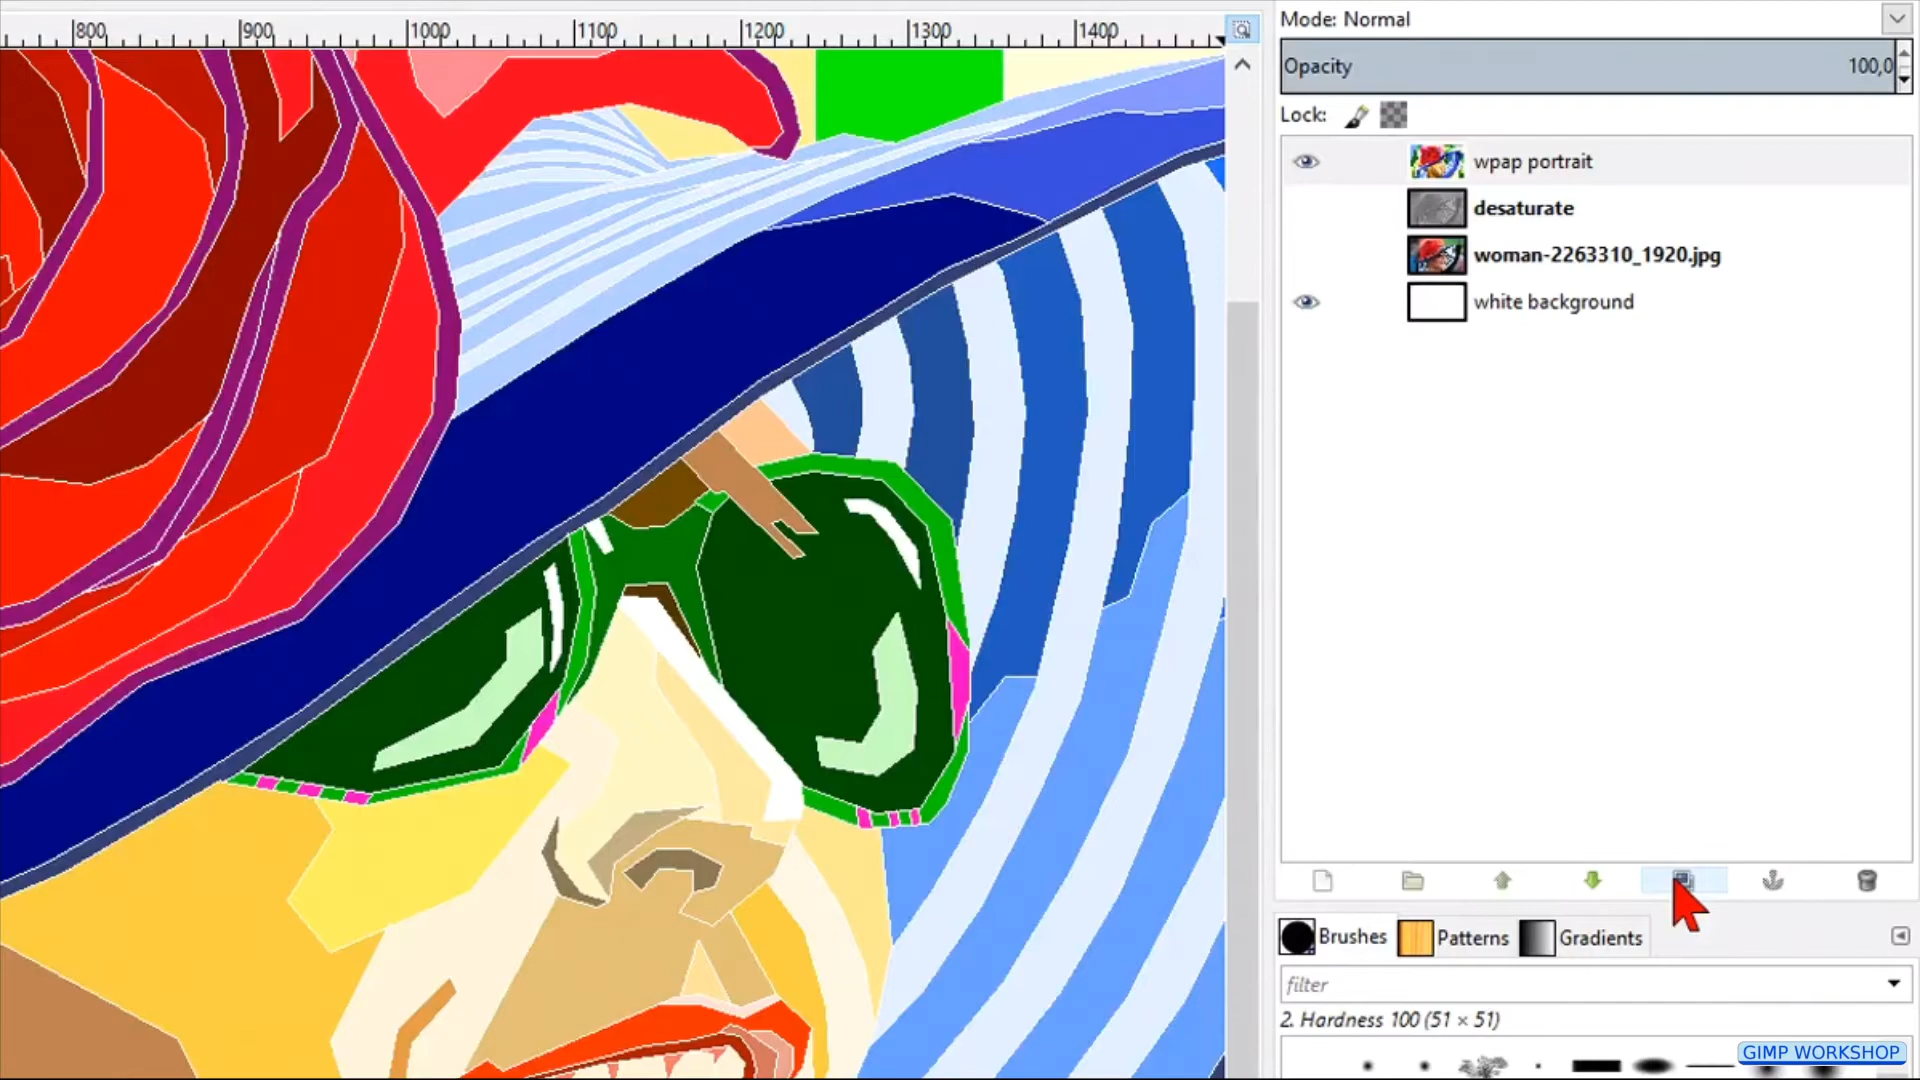 800 900 1000 1100 1200 1300 1400
Mode: Normal
Opacity 100,0
Lock:
wpap portrait
desaturate
woman-2263310_1920.jpg
white background
Brushes Patterns Gradients
filter
2. Hardness 100 (51 × 51)
GIMP WORKSHOP